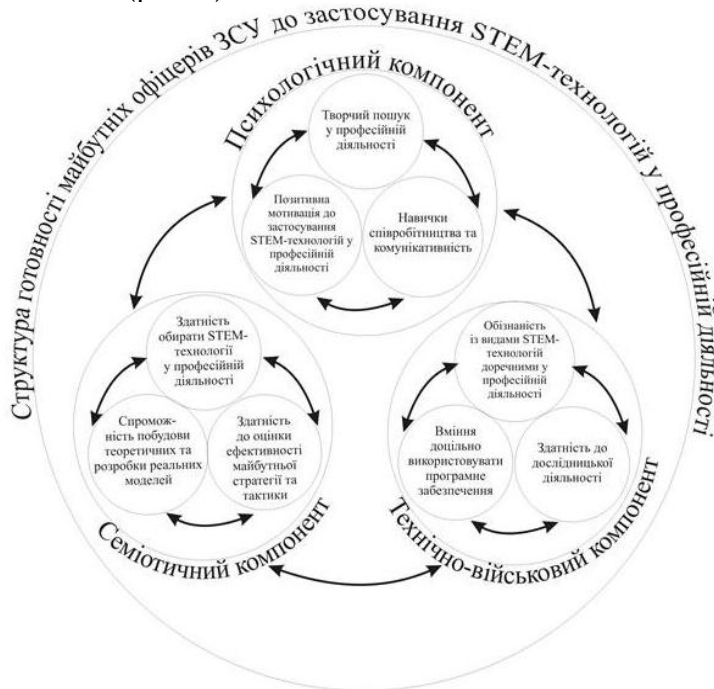 Структура готовності майбутніх офіцерів ЗСУ до застосування STEM-технологій у професійній діяльності
Психологічний компонент
Творчий пошук
у професійній
діяльності
Позитивна
мотивація до
застосування
STEM-технологій у
професійній
діяльності
Навички
співробітництва та
комунікативність
Здатність
обирати STEM-
технології
у професійній
діяльності
Спромож-
ність побудови
теоретичних та
розробки реальних
моделей
Здатність
до оцінки
ефективності
майбутньої
стратегії та
тактики
Семіотичний компонент
Обізнаність
із видами STEM-
технологій
доречними у
професійній
діяльності
Вміння
доцільно
використовувати
програмне
забезпечення
Здатність до
дослідницької
діяльності
Технічно-військовий компонент